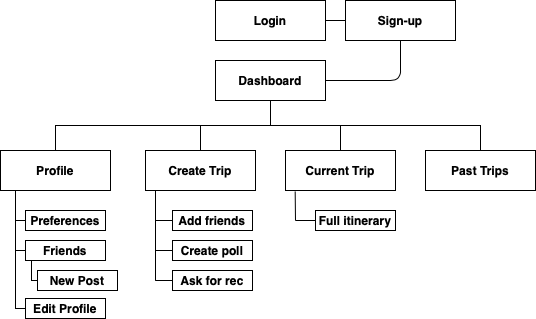 Login
Sign-up
Dashboard
Profile
Create Trip
Current Trip
Past Trips
Preferences
Add friends
Full itinerary
Friends
Create poll
New Post
Ask for rec
Edit Profile